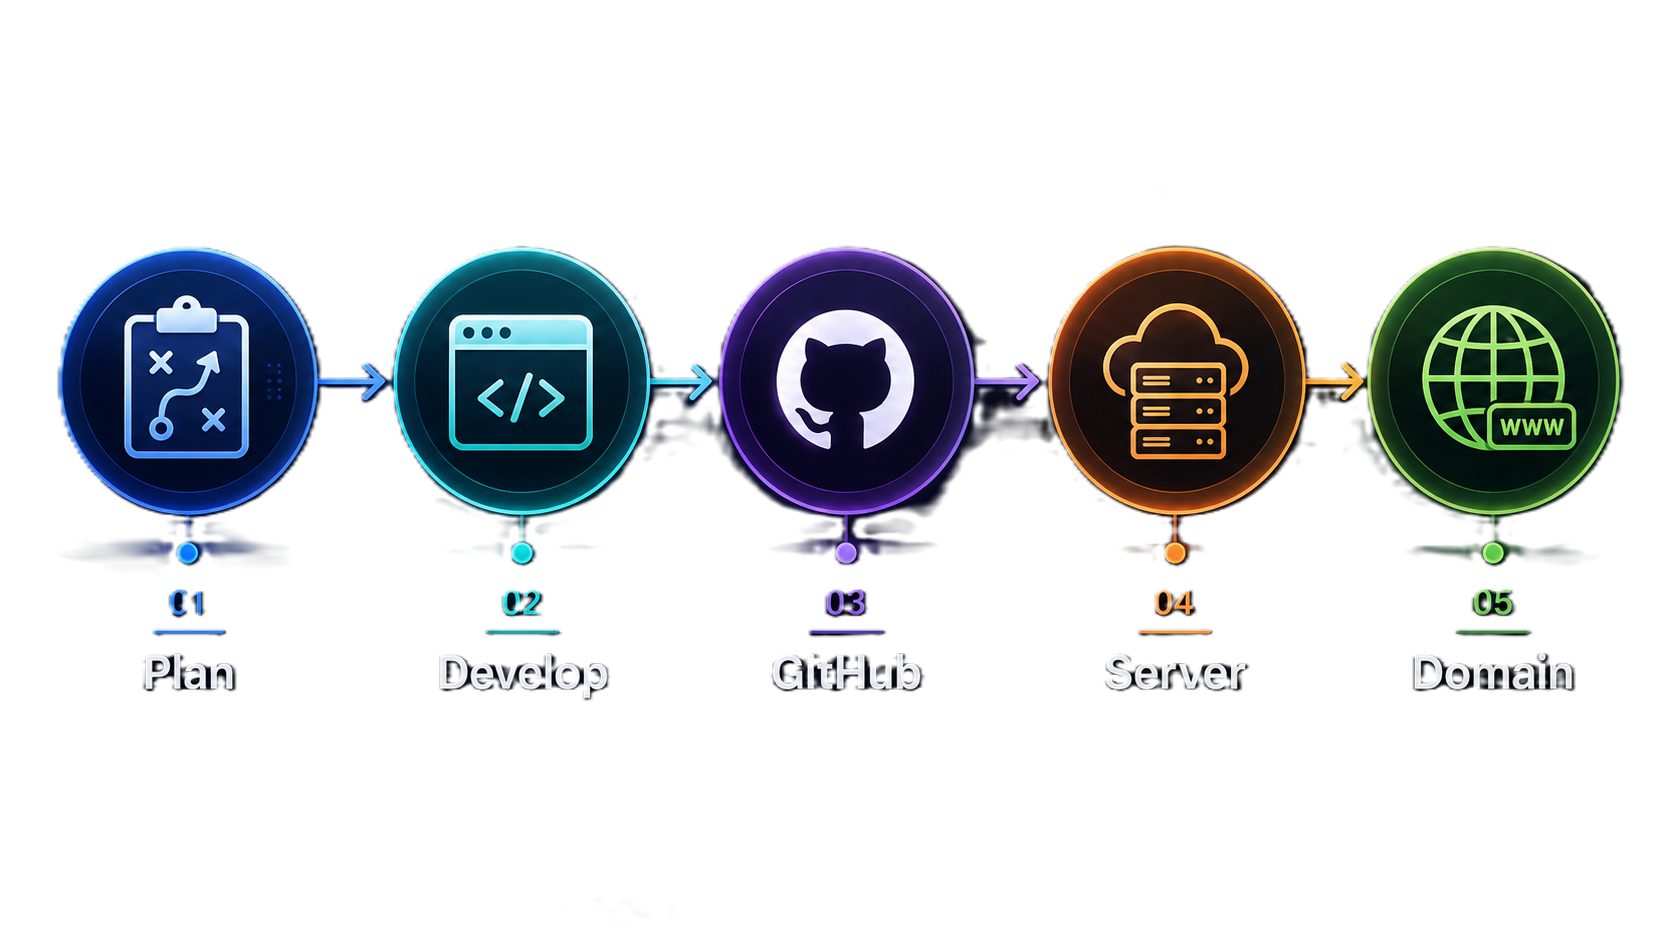 </>
www
01 02 03 04 05
Plan Develop GitHub Server Domain